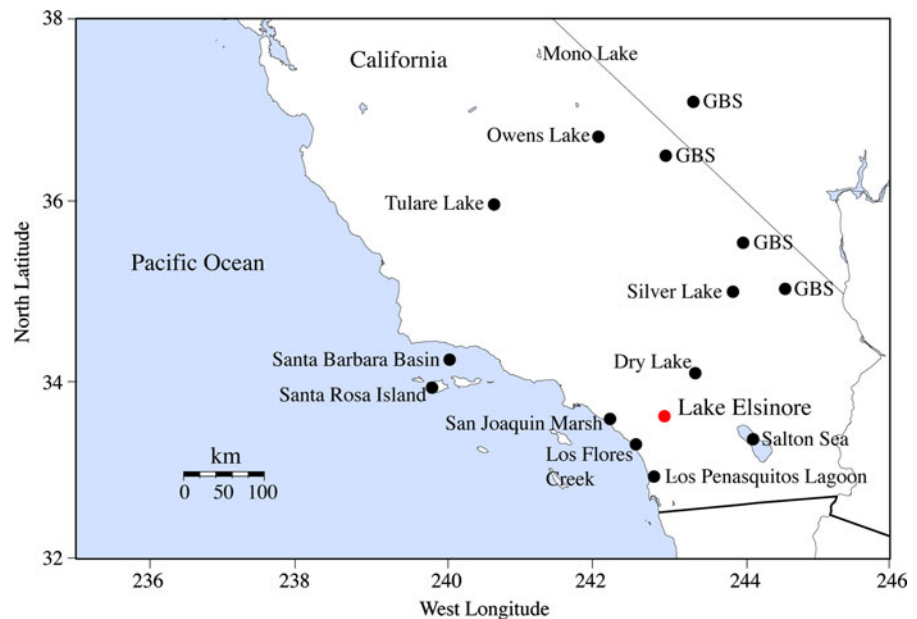 38
California
Mono Lake
GBS
Owens Lake
GBS
36
Tulare Lake
GBS
Pacific Ocean
Silver Lake
GBS
North Latitude
Santa Barbara Basin
Dry Lake
34
Santa Rosa Island
Lake Elsinore
San Joaquin Marsh
Salton Sea
Los Flores
Creek
Los Penasquitos Lagoon
km
0 50 100
32
236 238 240 242 244 246
West Longitude